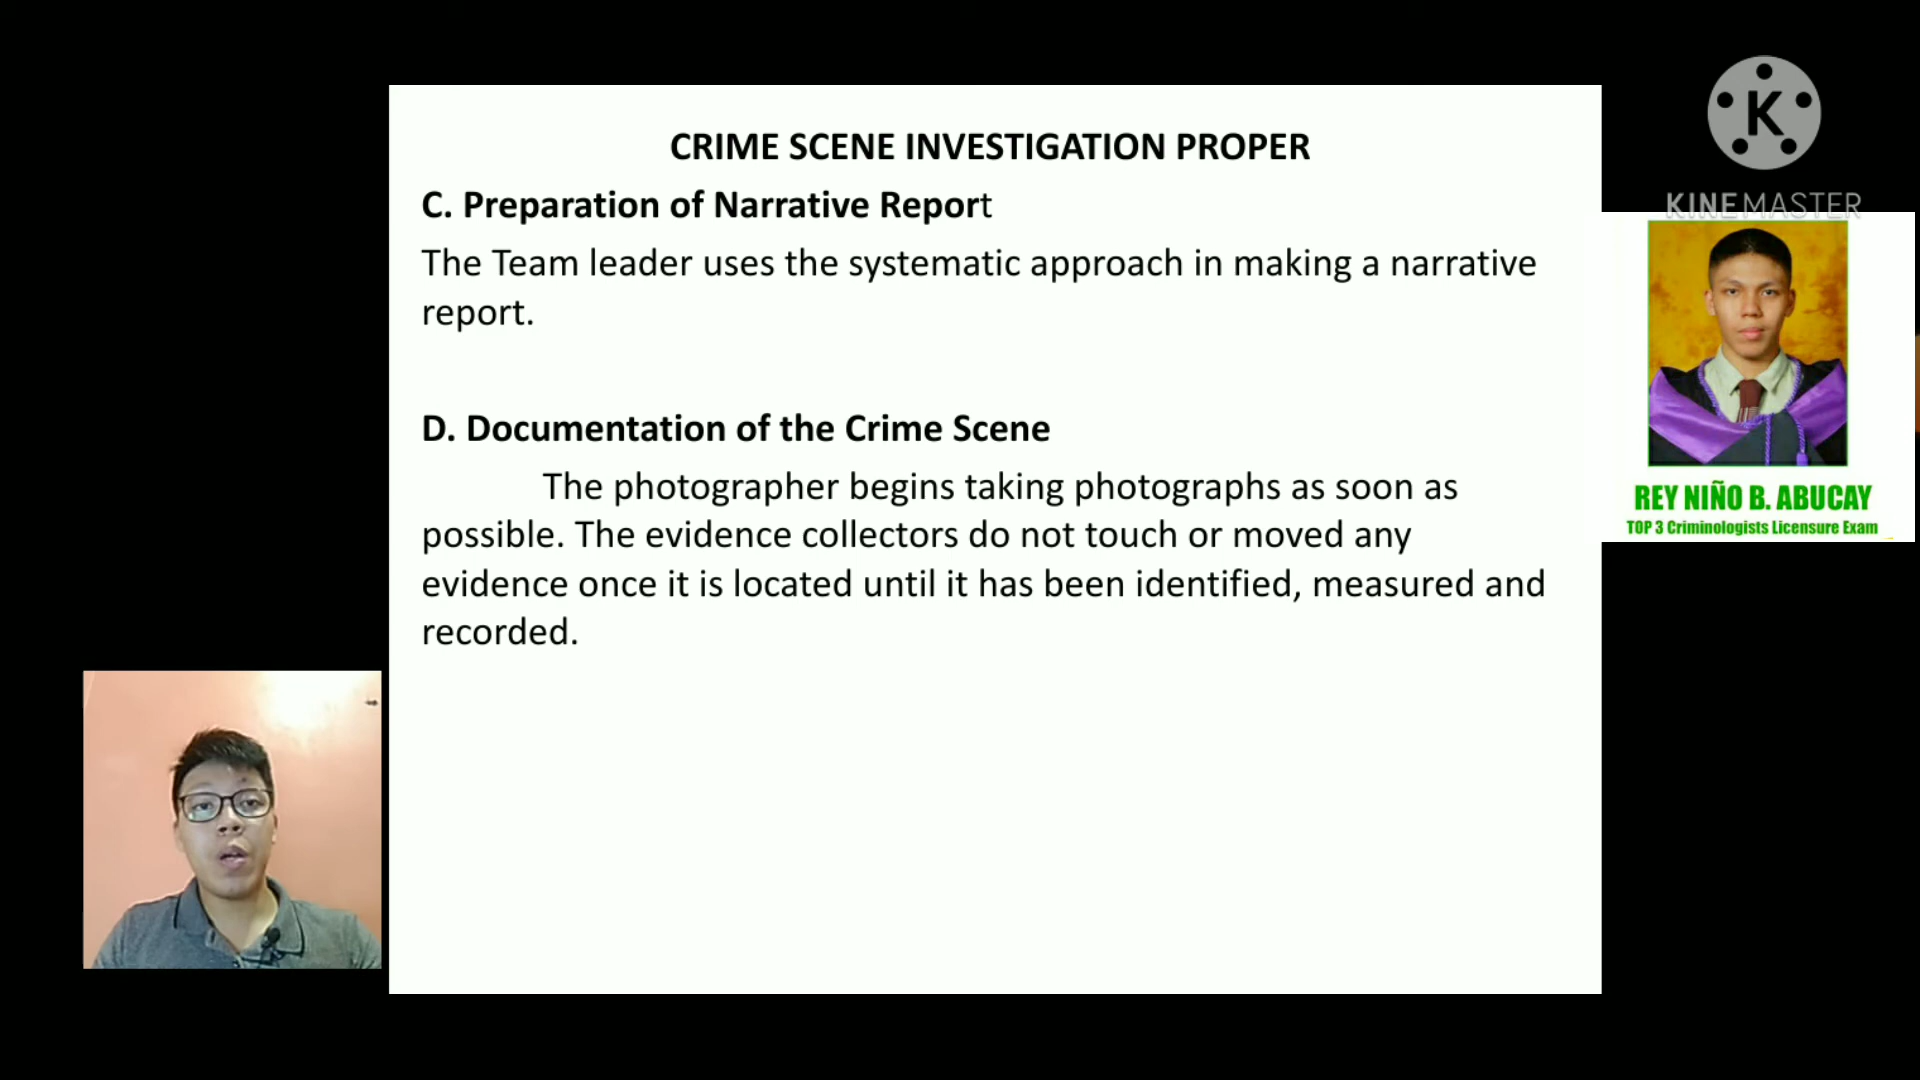 CRIME SCENE INVESTIGATION PROPER
C. Preparation of Narrative Report
The Team leader uses the systematic approach in making a narrative
report.
D. Documentation of the Crime Scene
The photographer begins taking photographs as soon as
possible. The evidence collectors do not touch or moved any
evidence once it is located until it has been identified, measured and
recorded.
K
KINEMASTER
REY NIÑO B. ABUCAY
TOP 3 Criminologists Licensure Exam